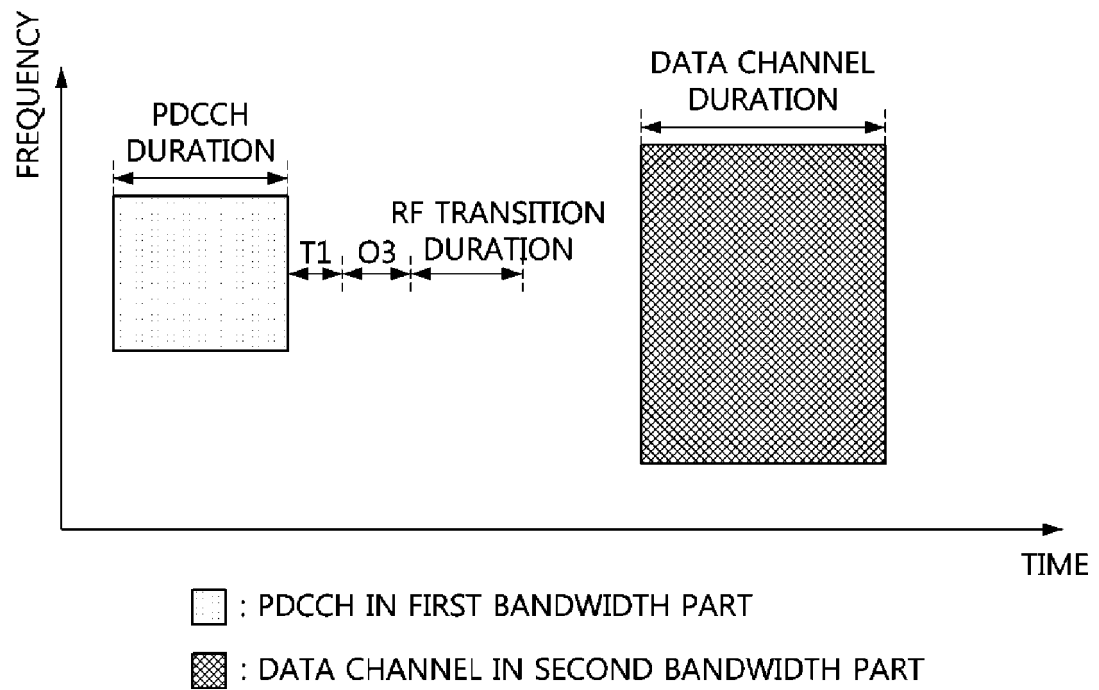 FREQUENCY
PDCCH
DURATION
DATA CHANNEL
DURATION
RF TRANSITION
DURATION
T1
O3
TIME
: PDCCH IN FIRST BANDWIDTH PART
: DATA CHANNEL IN SECOND BANDWIDTH PART